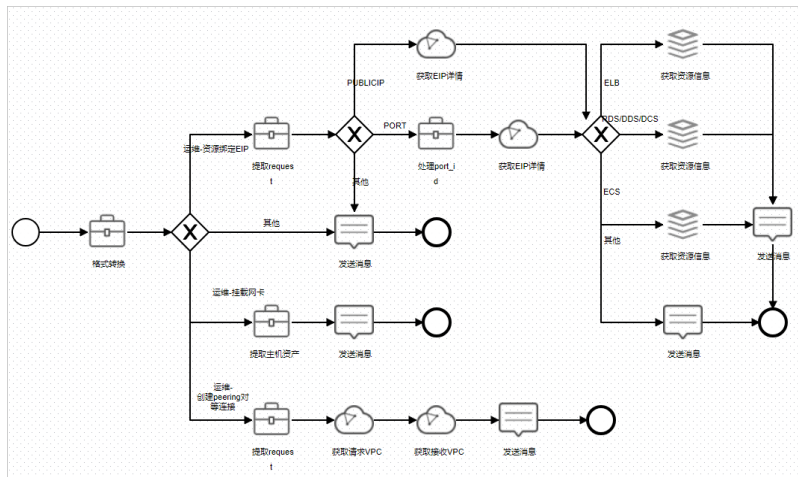 获取EIP详情
获取资源信息
PUBLICIP
ELB
PORT
RDS/DDS/DCS
运维-资源绑定EIP
提取reques
t
处理port_i
d
获取EIP详情
获取资源信息
其他
ECS
其他
其他
格式转换
发送消息
获取资源信息
发送消息
运维-挂载网卡
提取主机资产
发送消息
发送消息
运维-
创建peering对
等连接
提取reques
t
获取请求VPC
获取接收VPC
发送消息